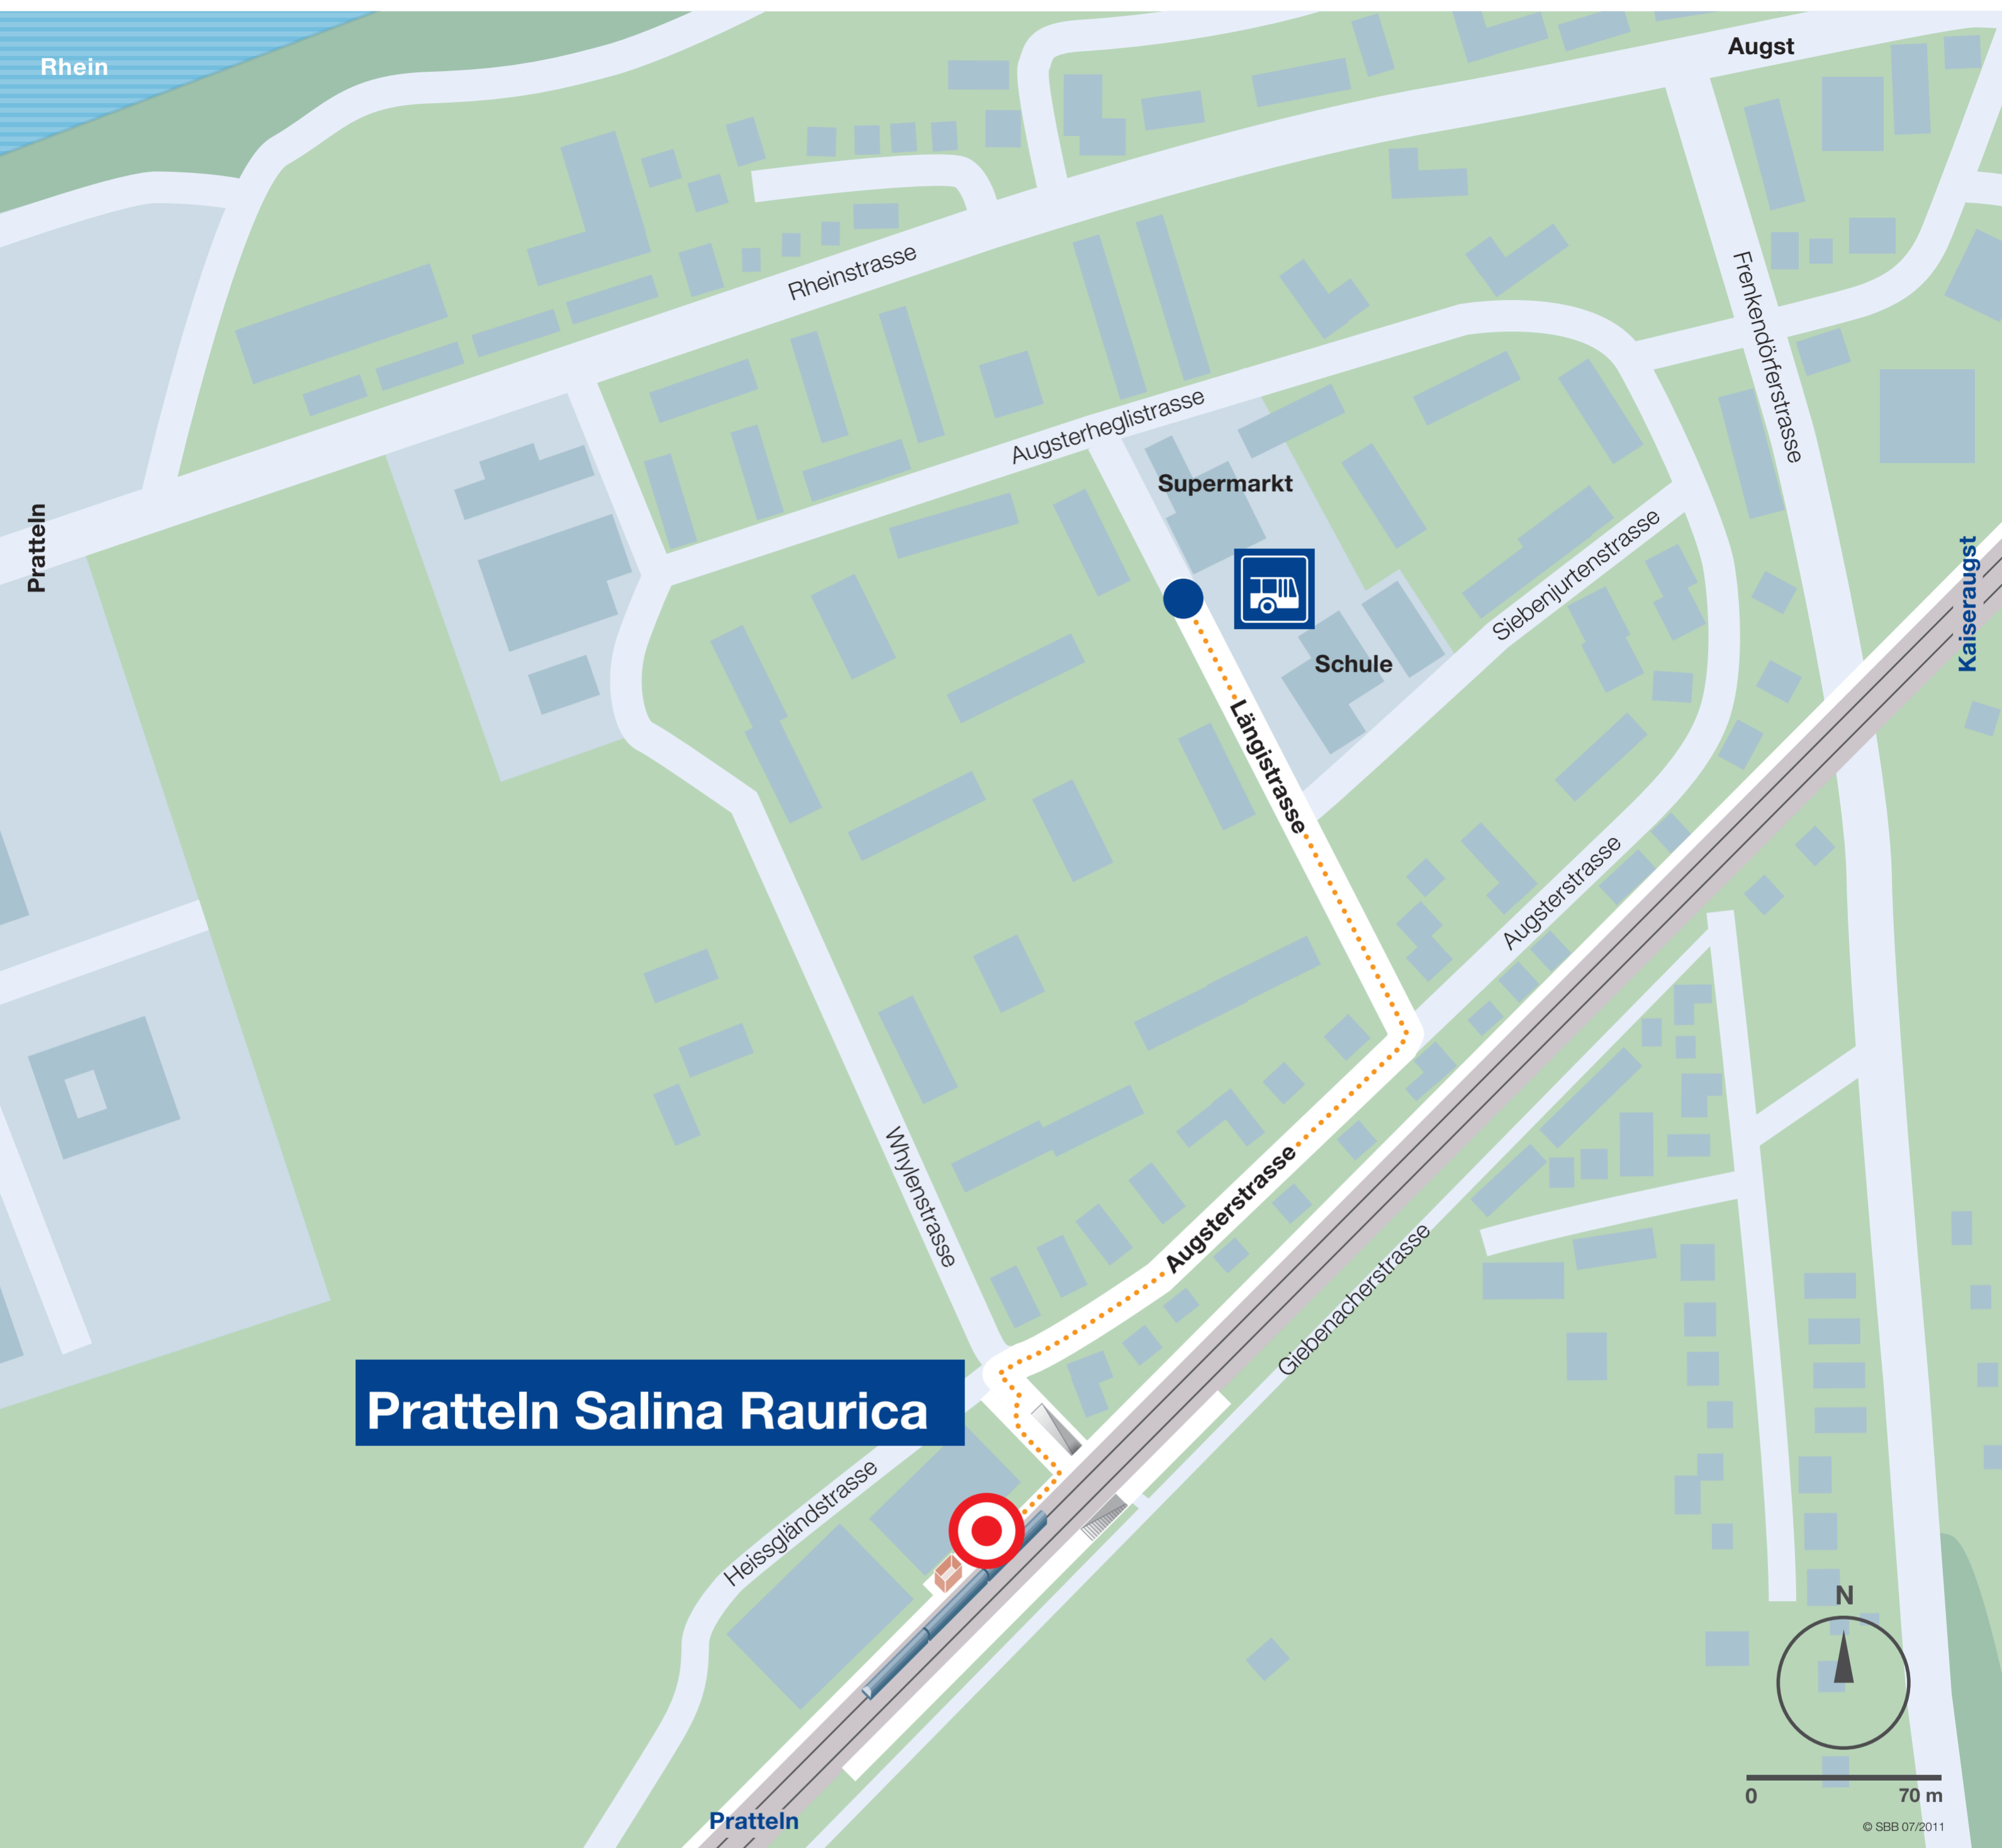 Augst
Rhein
Rheinstrasse
Frenkendörferstrasse
Augsterheglistrasse
Supermarkt
Pratteln
Siebenjurtenstrasse
Kaiseraugst
Schule
Längistrasse
Augsterstrasse
Whylenstrasse
Augsterstrasse
Giebenacherstrasse
Pratteln Salina Raurica
Heissgländstrasse
N
0 70 m
Pratteln
© SBB 07/2011